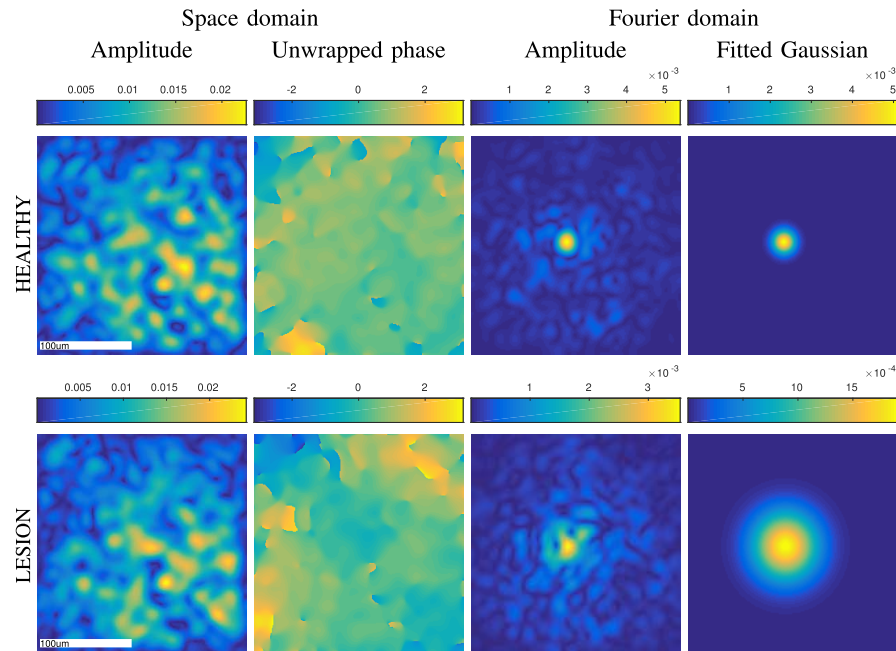 Space domain Fourier domain
Amplitude Unwrapped phase Amplitude Fitted Gaussian
×10⁻³ ×10⁻³
0.005 0.01 0.015 0.02 -2 0 2 1 2 3 4 5 1 2 3 4 5
HEALTHY
100um
×10⁻³ ×10⁻⁴
0.005 0.01 0.015 0.02 -2 0 2 1 2 3 5 10 15
LESION
100um